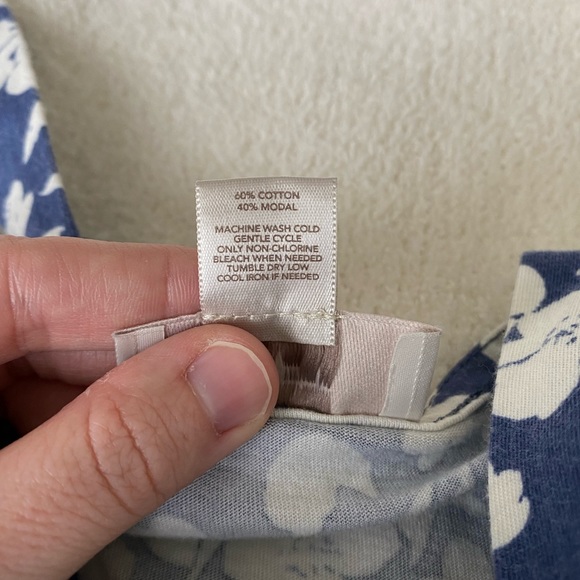 60% COTTON
40% MODAL
MACHINE WASH COLD
GENTLE CYCLE
ONLY NON-CHLORINE
BLEACH WHEN NEEDED
TUMBLE DRY LOW
COOL IRON IF NEEDED